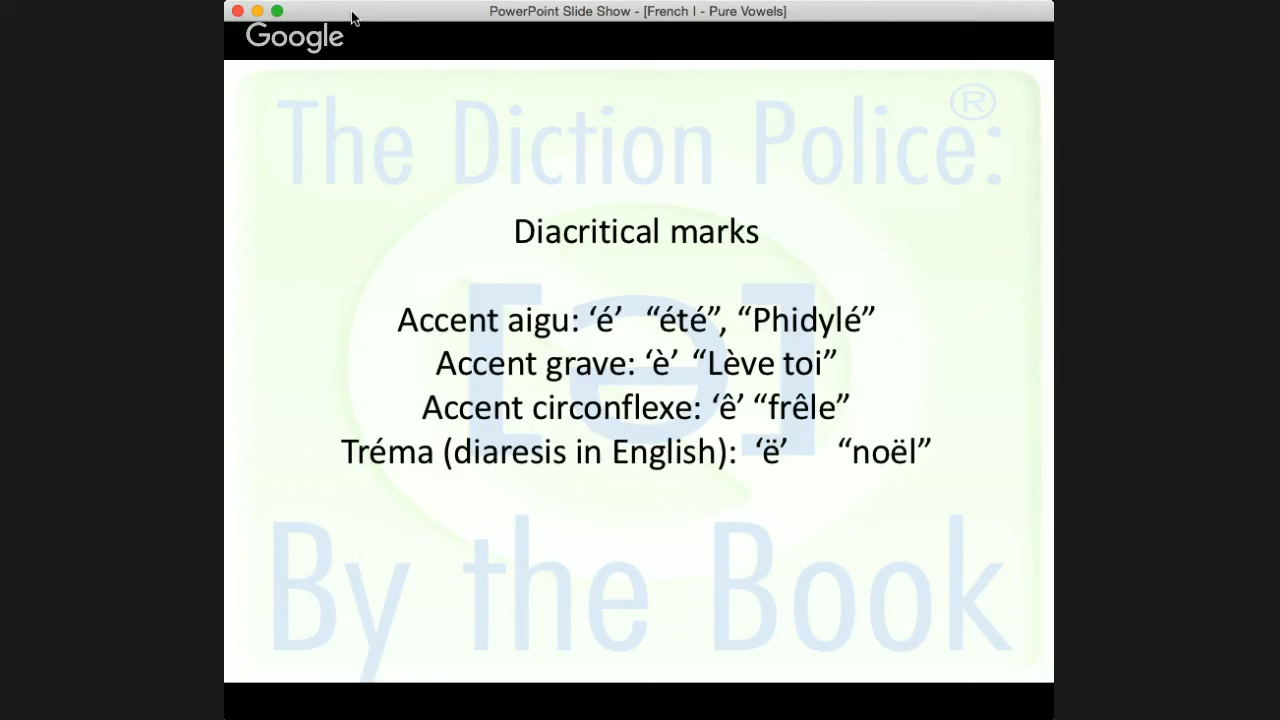 PowerPoint Slide Show - [French I - Pure Vowels]
Google
The Diction Police®:
Diacritical marks
Accent aigu: ‘é’ “été”, “Phidylé”
Accent grave: ‘è’ “Lève toi”
Accent circonflexe: ‘ê’ “frêle”
Tréma (diaresis in English): ‘ë’ “noël”
[ə]
By the Book